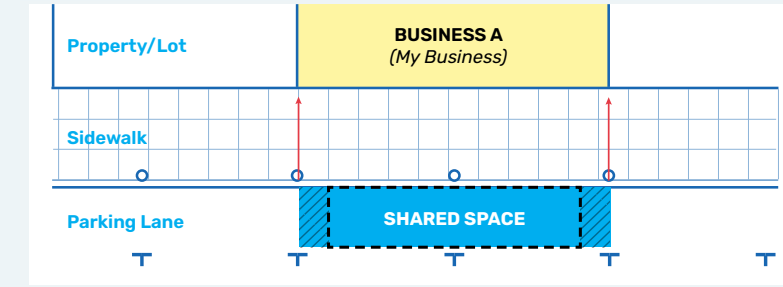 Property/Lot
BUSINESS A
(My Business)
Sidewalk
Parking Lane
SHARED SPACE